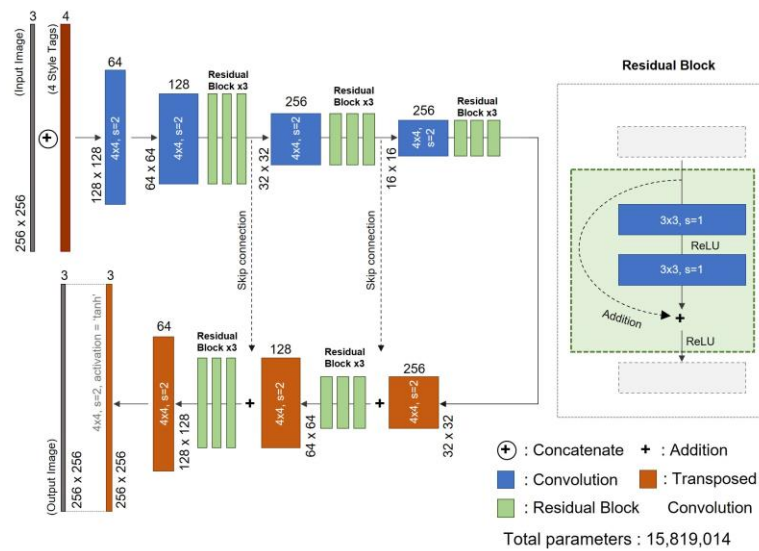 3
4
(Input Image)
(4 Style Tags)
256 x 256
64
4x4, s=2
128 x 128
128
4x4, s=2
64 x 64
Residual
Block x3
256
4x4, s=2
32 x 32
Residual
Block x3
256
4x4,
s=2
16 x 16
Residual
Block x3
Skip connection
Skip connection
3
3
(Output Image)
256 x 256
4x4, s=2, activation = 'tanh'
256 x 256
64
4x4, s=2
128 x 128
Residual
Block x3
+
128
4x4, s=2
64 x 64
Residual
Block x3
+
256
4x4, s=2
32 x 32
Residual Block
3x3, s=1
ReLU
3x3, s=1
Addition
+
ReLU
+ : Concatenate
+ : Addition
: Convolution
: Transposed
Convolution
: Residual Block
Total parameters : 15,819,014